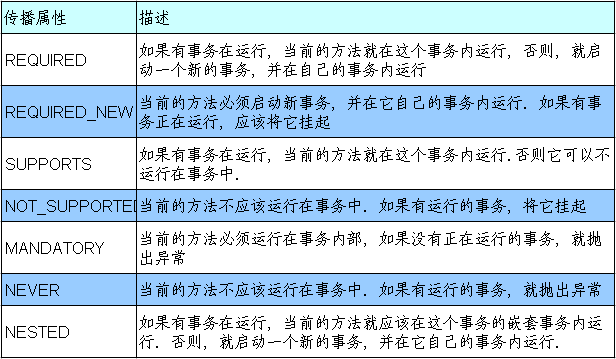 传播属性 描述
REQUIRED 如果有事务在运行，当前的方法就在这个事务内运行，否则，就启
动一个新的事务，并在自己的事务内运行
REQUIRED_NEW 当前的方法必须启动新事务，并在它自己的事务内运行. 如果有事
务正在运行，应该将它挂起
SUPPORTS 如果有事务在运行，当前的方法就在这个事务内运行. 否则它可以不
运行在事务中.
NOT_SUPPORTED 当前的方法不应该运行在事务中. 如果有运行的事务，将它挂起
MANDATORY 当前的方法必须运行在事务内部，如果没有正在运行的事务，就抛
出异常
NEVER 当前的方法不应该运行在事务中. 如果有运行的事务，就抛出异常
NESTED 如果有事务在运行，当前的方法就应该在这个事务的嵌套事务内运
行. 否则，就启动一个新的事务，并在它自己的事务内运行.